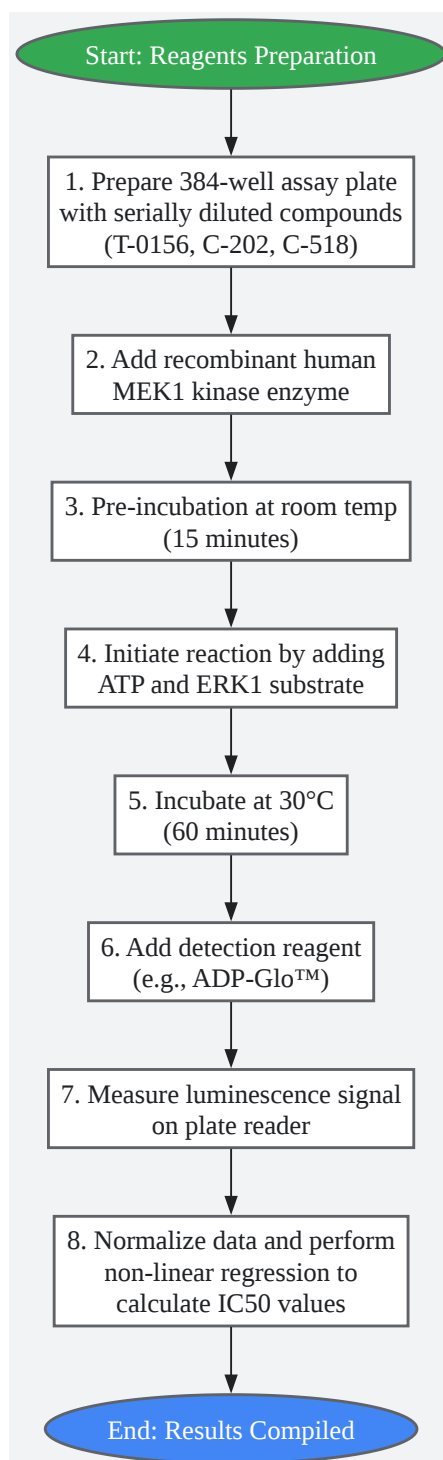 Start: Reagents Preparation
1. Prepare 384-well assay plate
with serially diluted compounds
(T-0156, C-202, C-518)
2. Add recombinant human
MEK1 kinase enzyme
3. Pre-incubation at room temp
(15 minutes)
4. Initiate reaction by adding
ATP and ERK1 substrate
5. Incubate at 30°C
(60 minutes)
6. Add detection reagent
(e.g., ADP-Glo™)
7. Measure luminescence signal
on plate reader
8. Normalize data and perform
non-linear regression to
calculate IC50 values
End: Results Compiled